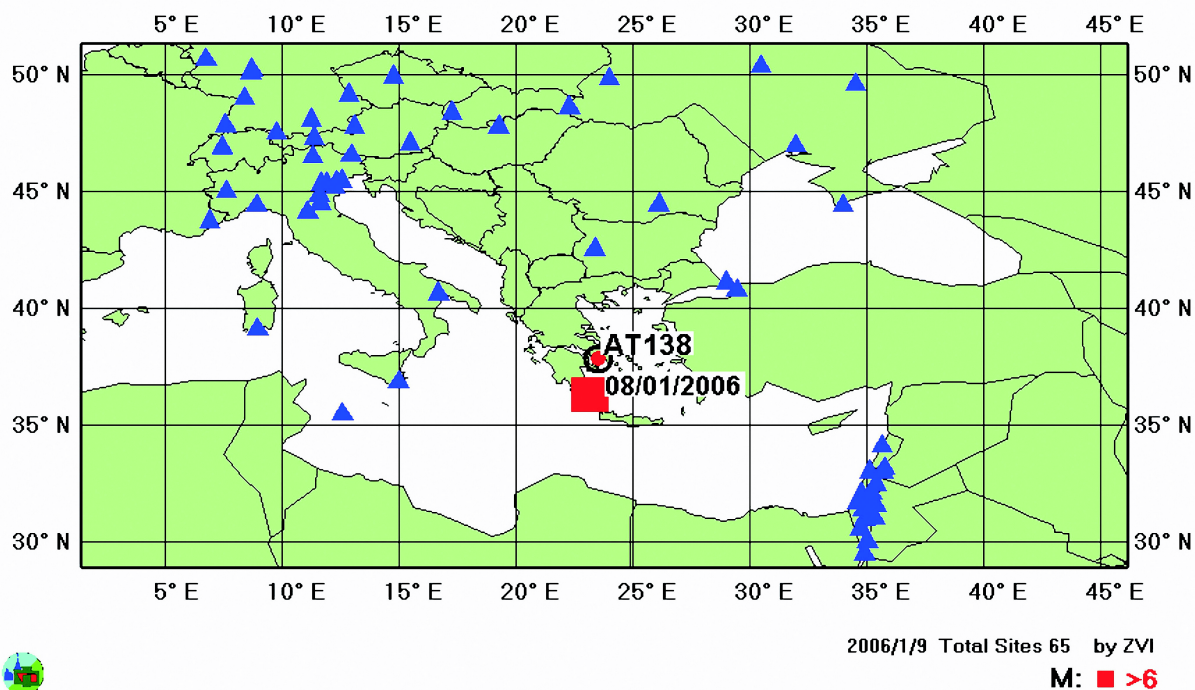 5° E 10° E 15° E 20° E 25° E 30° E 35° E 40° E 45° E
50° N 50° N
45° N 45° N
40° N 40° N
AT138
08/01/2006
35° N 35° N
30° N 30° N
5° E 10° E 15° E 20° E 25° E 30° E 35° E 40° E 45° E
2006/1/9 Total Sites 65 by ZVI
M: >6